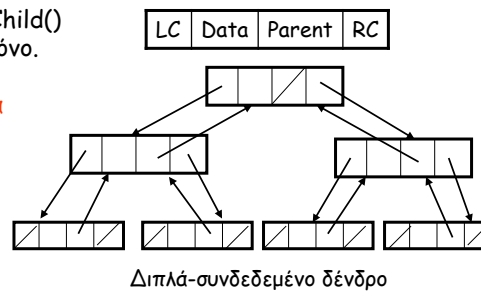 Child()
όνο.
LC Data Parent RC
α
Διπλά-συνδεδεμένο δένδρο